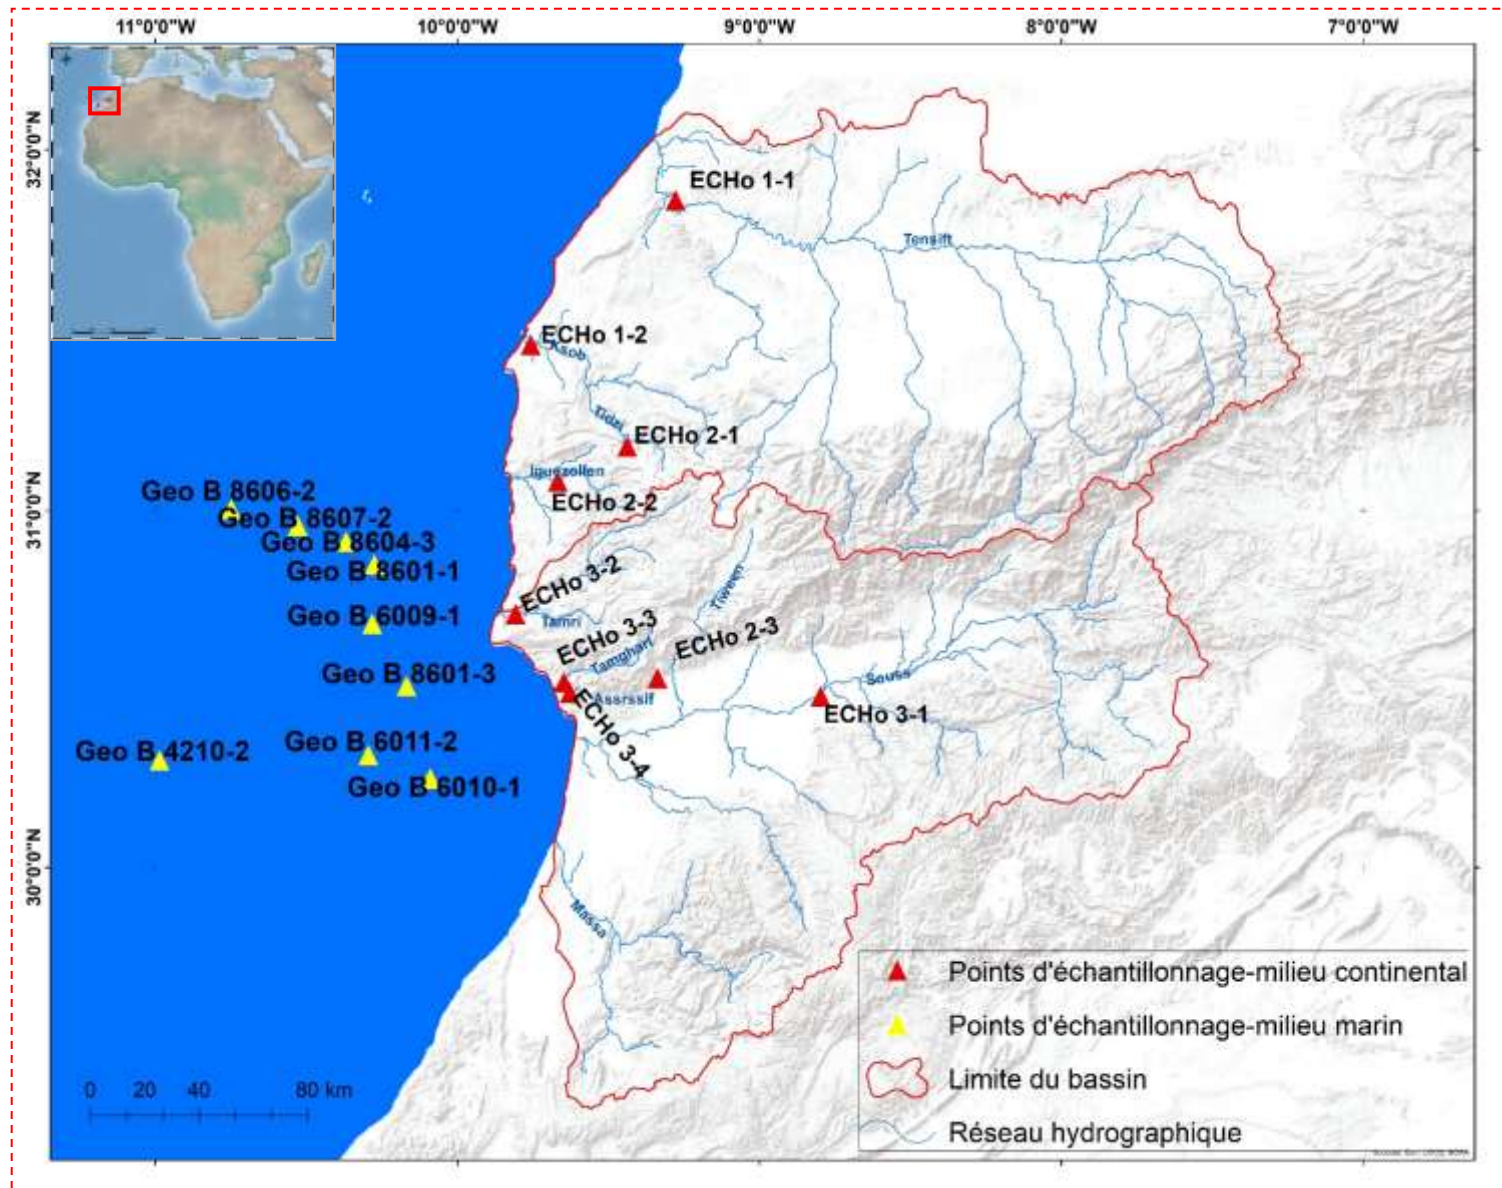 11°0'0"W
10°0'0"W
9°0'0"W
8°0'0"W
7°0'0"W
32°0'0"N
31°0'0"N
30°0'0"N
ECHo 1-1
Tensift
ECHo 1-2
Ksob
Tidzi
ECHo 2-1
Iguezollen
ECHo 2-2
Geo B 8606-2
Geo B 8607-2
Geo B 8604-3
Geo B 8601-1
Geo B 6009-1
Geo B 8601-3
Geo B 4210-2
Geo B 6011-2
Geo B 6010-1
ECHo 3-2
Tamri
Tiween
ECHo 3-3
Tamghart
ECHo 2-3
Assrssif
Souss
ECHo 3-1
ECHo 3-4
Massa
Points d'échantillonnage-milieu continental
Points d'échantillonnage-milieu marin
Limite du bassin
Réseau hydrographique
0 20 40 80 km